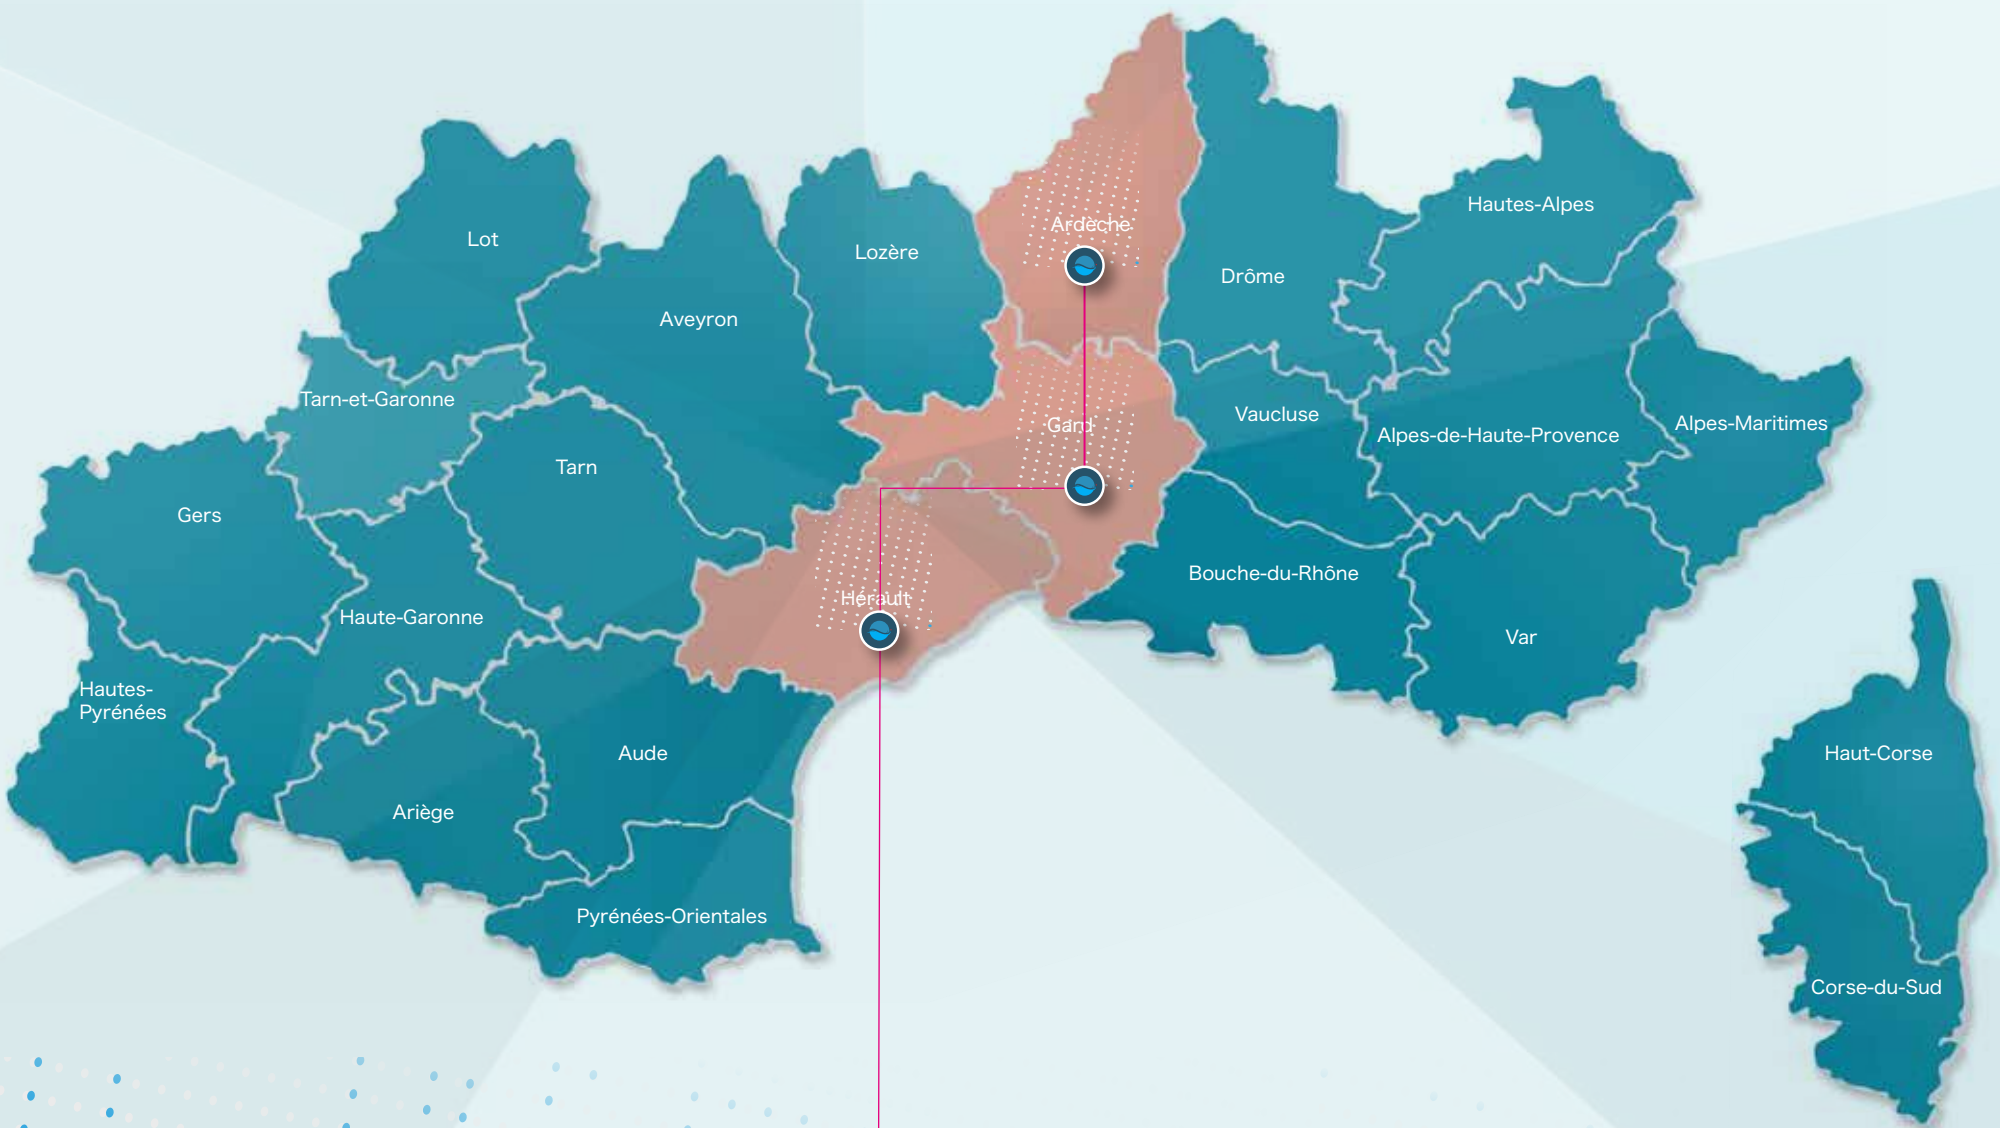 Hautes-Alpes
Ardèche
Lot
Lozère
Drôme
Aveyron
Tarn-et-Garonne
Vaucluse
Gard
Alpes-Maritimes
Alpes-de-Haute-Provence
Tarn
Gers
Bouche-du-Rhône
Hérault
Haute-Garonne
Var
Hautes-
Pyrénées
Aude
Haut-Corse
Ariège
Pyrénées-Orientales
Corse-du-Sud